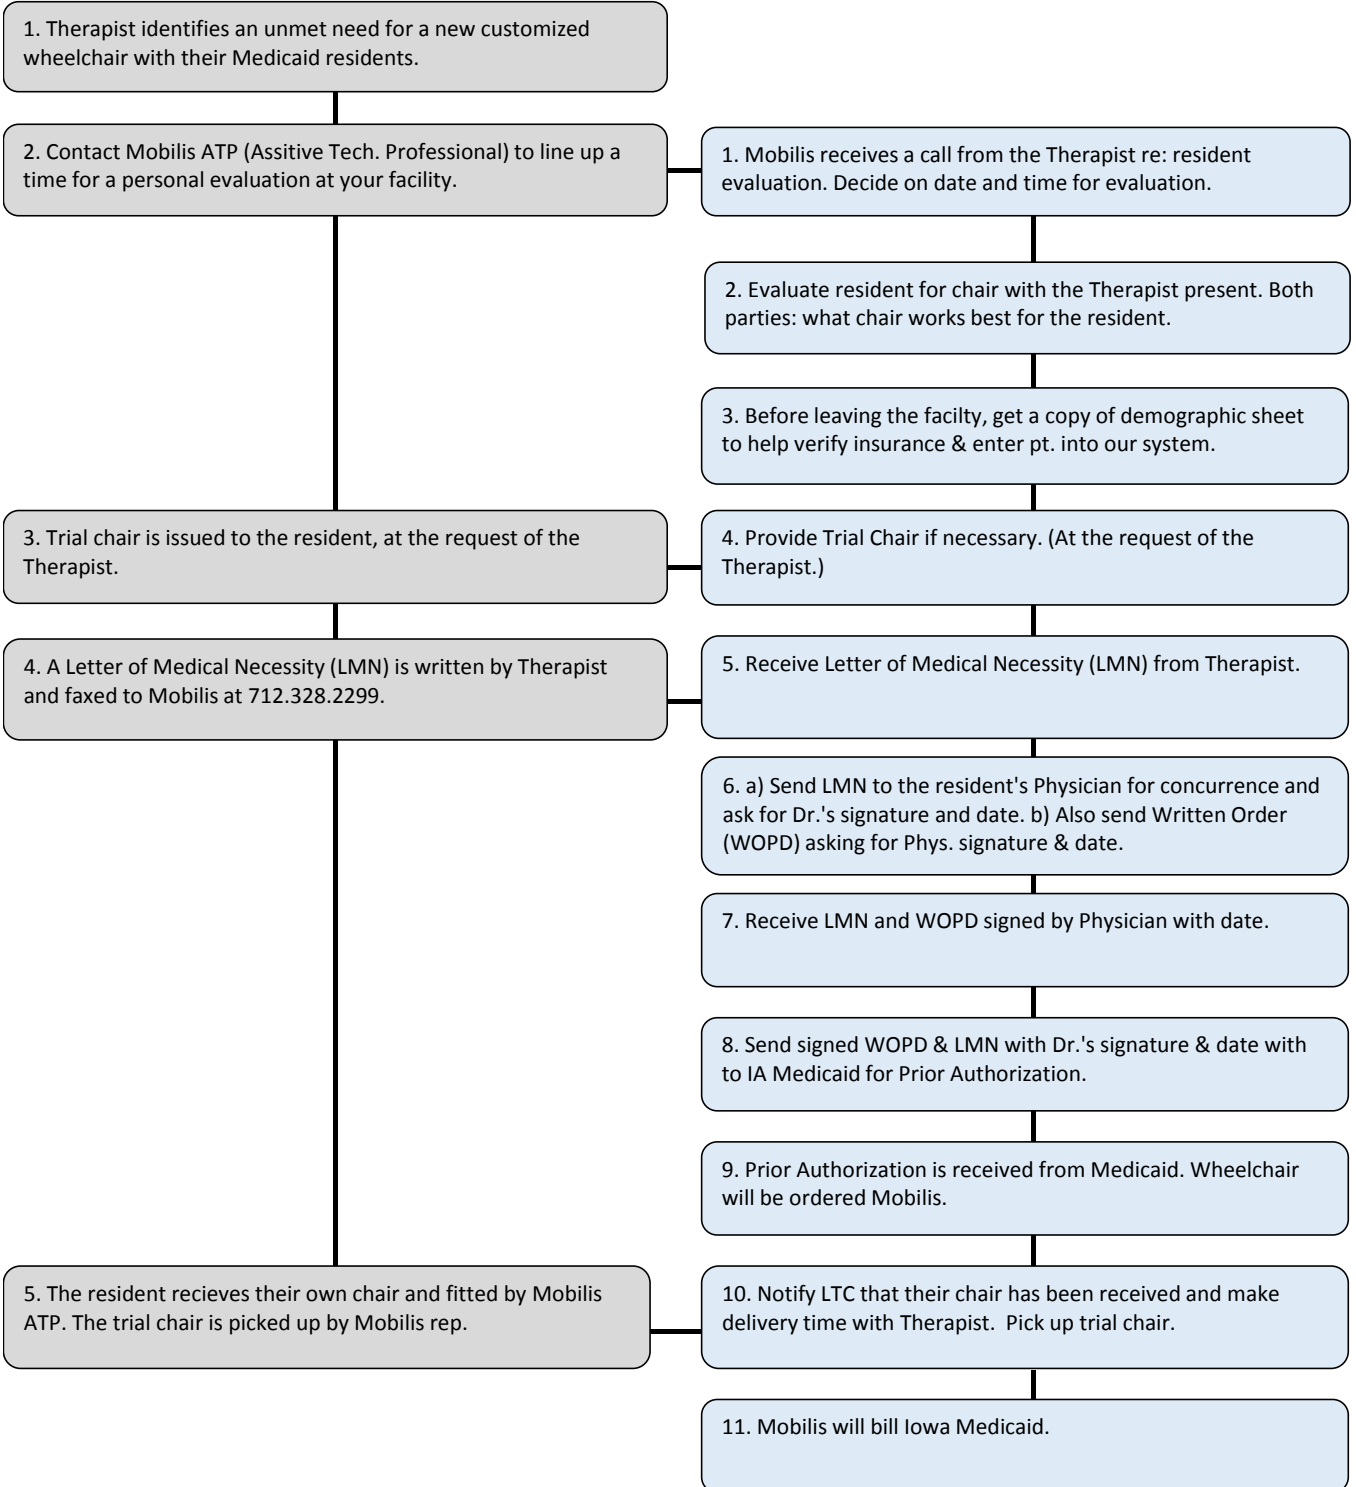 1. Therapist identifies an unmet need for a new customized
wheelchair with their Medicaid residents.
2. Contact Mobilis ATP (Assitive Tech. Professional) to line up a
time for a personal evaluation at your facility.
1. Mobilis receives a call from the Therapist re: resident
evaluation. Decide on date and time for evaluation.
2. Evaluate resident for chair with the Therapist present. Both
parties: what chair works best for the resident.
3. Before leaving the facilty, get a copy of demographic sheet
to help verify insurance & enter pt. into our system.
3. Trial chair is issued to the resident, at the request of the
Therapist.
4. Provide Trial Chair if necessary. (At the request of the
Therapist.)
4. A Letter of Medical Necessity (LMN) is written by Therapist
and faxed to Mobilis at 712.328.2299.
5. Receive Letter of Medical Necessity (LMN) from Therapist.
6. a) Send LMN to the resident's Physician for concurrence and
ask for Dr.'s signature and date. b) Also send Written Order
(WOPD) asking for Phys. signature & date.
7. Receive LMN and WOPD signed by Physician with date.
8. Send signed WOPD & LMN with Dr.'s signature & date with
to IA Medicaid for Prior Authorization.
9. Prior Authorization is received from Medicaid. Wheelchair
will be ordered Mobilis.
5. The resident recieves their own chair and fitted by Mobilis
ATP. The trial chair is picked up by Mobilis rep.
10. Notify LTC that their chair has been received and make
delivery time with Therapist.  Pick up trial chair.
11. Mobilis will bill Iowa Medicaid.